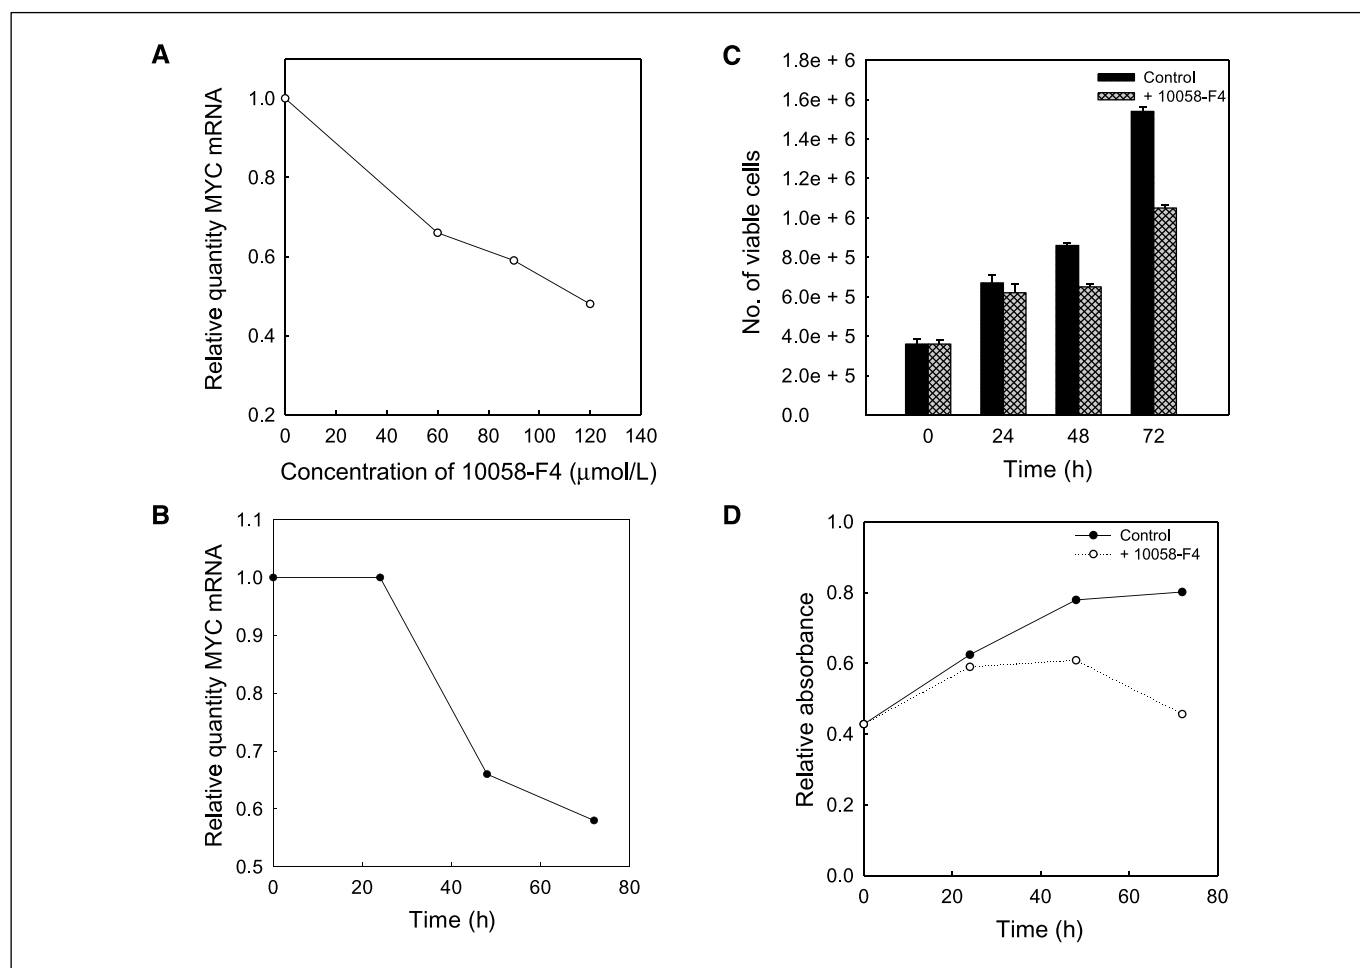 A
Relative quantity MYC mRNA
1.0
0.8
0.6
0.4
0.2
0 20 40 60 80 100 120 140
Concentration of 10058-F4 (μmol/L)
B
Relative quantity MYC mRNA
1.1
1.0
0.9
0.8
0.7
0.6
0.5
0 20 40 60 80
Time (h)
C
No. of viable cells
1.8e + 6
1.6e + 6
1.4e + 6
1.2e + 6
1.0e + 6
8.0e + 5
6.0e + 5
4.0e + 5
2.0e + 5
0.0
Control
+ 10058-F4
0 24 48 72
Time (h)
D
Relative absorbance
1.0
0.8
0.6
0.4
0.2
0.0
Control
+ 10058-F4
0 20 40 60 80
Time (h)